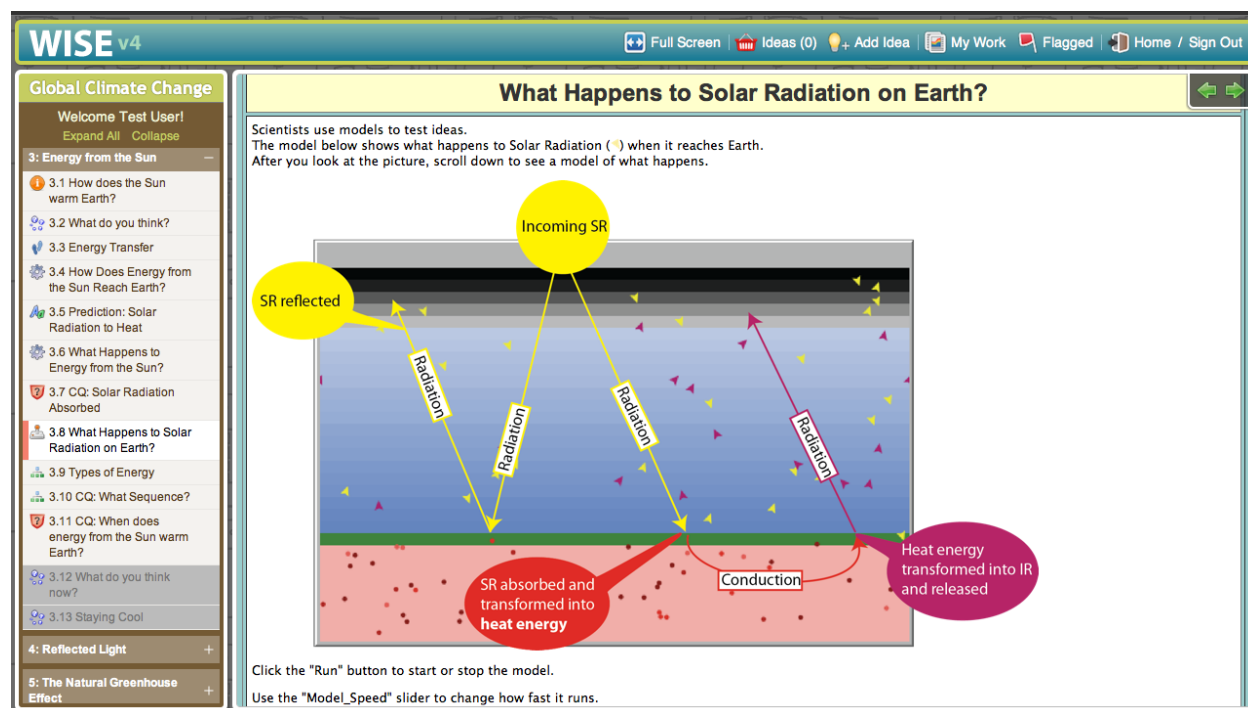 WISE v4
Full Screen
Ideas (0)
Add Idea
My Work
Flagged
Home / Sign Out
Global Climate Change
Welcome Test User!
Expand All Collapse
3: Energy from the Sun
3.1 How does the Sun
warm Earth?
3.2 What do you think?
3.3 Energy Transfer
3.4 How Does Energy from
the Sun Reach Earth?
3.5 Prediction: Solar
Radiation to Heat
3.6 What Happens to
Energy from the Sun?
3.7 CQ: Solar Radiation
Absorbed
3.8 What Happens to Solar
Radiation on Earth?
3.9 Types of Energy
3.10 CQ: What Sequence?
3.11 CQ: When does
energy from the Sun warm
Earth?
3.12 What do you think
now?
3.13 Staying Cool
4: Reflected Light
5: The Natural Greenhouse
Effect
What Happens to Solar Radiation on Earth?
Scientists use models to test ideas.
The model below shows what happens to Solar Radiation ( ) when it reaches Earth.
After you look at the picture, scroll down to see a model of what happens.
Incoming SR
SR reflected
Radiation
Radiation
Radiation
Radiation
SR absorbed and
transformed into
heat energy
Conduction
Heat energy
transformed into IR
and released
Click the "Run" button to start or stop the model.
Use the "Model_Speed" slider to change how fast it runs.